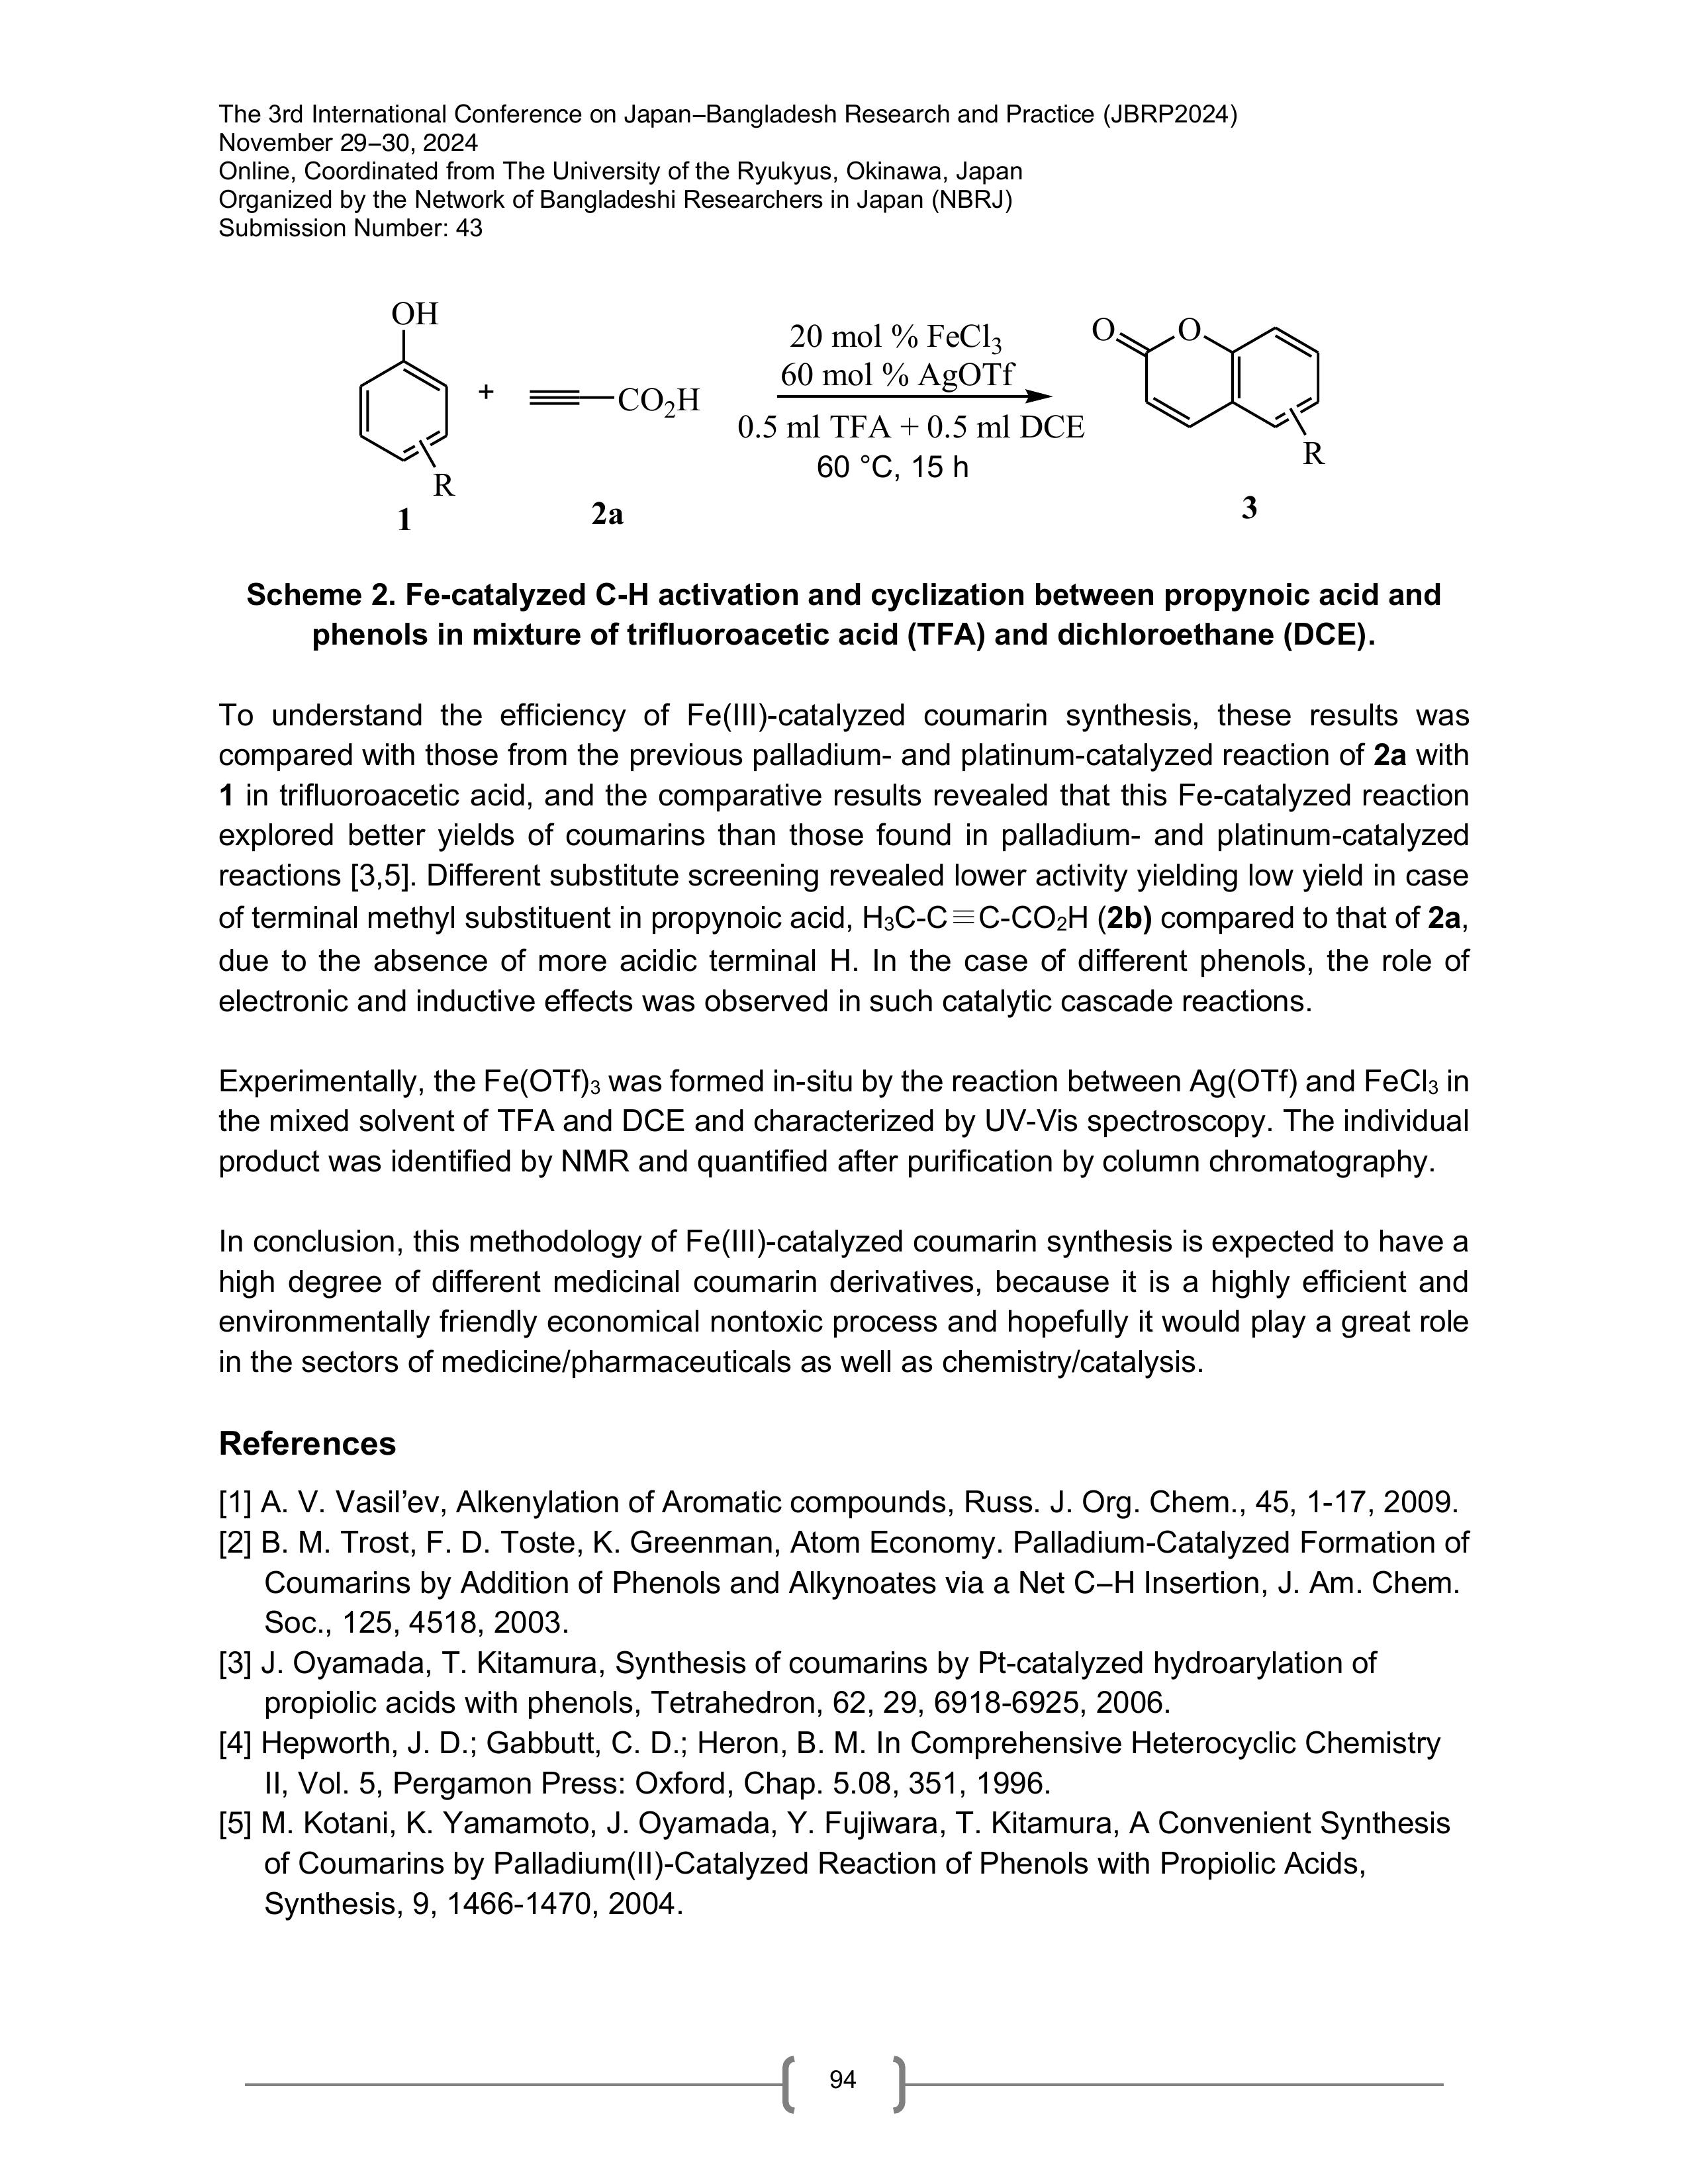 The 3rd International Conference on Japan–Bangladesh Research and Practice (JBRP2024)
November 29–30, 2024
Online, Coordinated from The University of the Ryukyus, Okinawa, Japan
Organized by the Network of Bangladeshi Researchers in Japan (NBRJ)
Submission Number: 43
OH
R
1
+
CO2H
2a
20 mol % FeCl3
60 mol % AgOTf
0.5 ml TFA + 0.5 ml DCE
60 °C, 15 h
O
O
R
3
Scheme 2. Fe-catalyzed C-H activation and cyclization between propynoic acid and
phenols in mixture of trifluoroacetic acid (TFA) and dichloroethane (DCE).
To understand the efficiency of Fe(III)-catalyzed coumarin synthesis, these results was
compared with those from the previous palladium- and platinum-catalyzed reaction of 2a with
1 in trifluoroacetic acid, and the comparative results revealed that this Fe-catalyzed reaction
explored better yields of coumarins than those found in palladium- and platinum-catalyzed
reactions [3,5]. Different substitute screening revealed lower activity yielding low yield in case
of terminal methyl substituent in propynoic acid, H3C-C≡C-CO2H (2b) compared to that of 2a,
due to the absence of more acidic terminal H. In the case of different phenols, the role of
electronic and inductive effects was observed in such catalytic cascade reactions.
Experimentally, the Fe(OTf)3 was formed in-situ by the reaction between Ag(OTf) and FeCl3 in
the mixed solvent of TFA and DCE and characterized by UV-Vis spectroscopy. The individual
product was identified by NMR and quantified after purification by column chromatography.
In conclusion, this methodology of Fe(III)-catalyzed coumarin synthesis is expected to have a
high degree of different medicinal coumarin derivatives, because it is a highly efficient and
environmentally friendly economical nontoxic process and hopefully it would play a great role
in the sectors of medicine/pharmaceuticals as well as chemistry/catalysis.
References
[1] A. V. Vasil’ev, Alkenylation of Aromatic compounds, Russ. J. Org. Chem., 45, 1-17, 2009.
[2] B. M. Trost, F. D. Toste, K. Greenman, Atom Economy. Palladium-Catalyzed Formation of
Coumarins by Addition of Phenols and Alkynoates via a Net C–H Insertion, J. Am. Chem.
Soc., 125, 4518, 2003.
[3] J. Oyamada, T. Kitamura, Synthesis of coumarins by Pt-catalyzed hydroarylation of
propiolic acids with phenols, Tetrahedron, 62, 29, 6918-6925, 2006.
[4] Hepworth, J. D.; Gabbutt, C. D.; Heron, B. M. In Comprehensive Heterocyclic Chemistry
II, Vol. 5, Pergamon Press: Oxford, Chap. 5.08, 351, 1996.
[5] M. Kotani, K. Yamamoto, J. Oyamada, Y. Fujiwara, T. Kitamura, A Convenient Synthesis
of Coumarins by Palladium(II)-Catalyzed Reaction of Phenols with Propiolic Acids,
Synthesis, 9, 1466-1470, 2004.
94